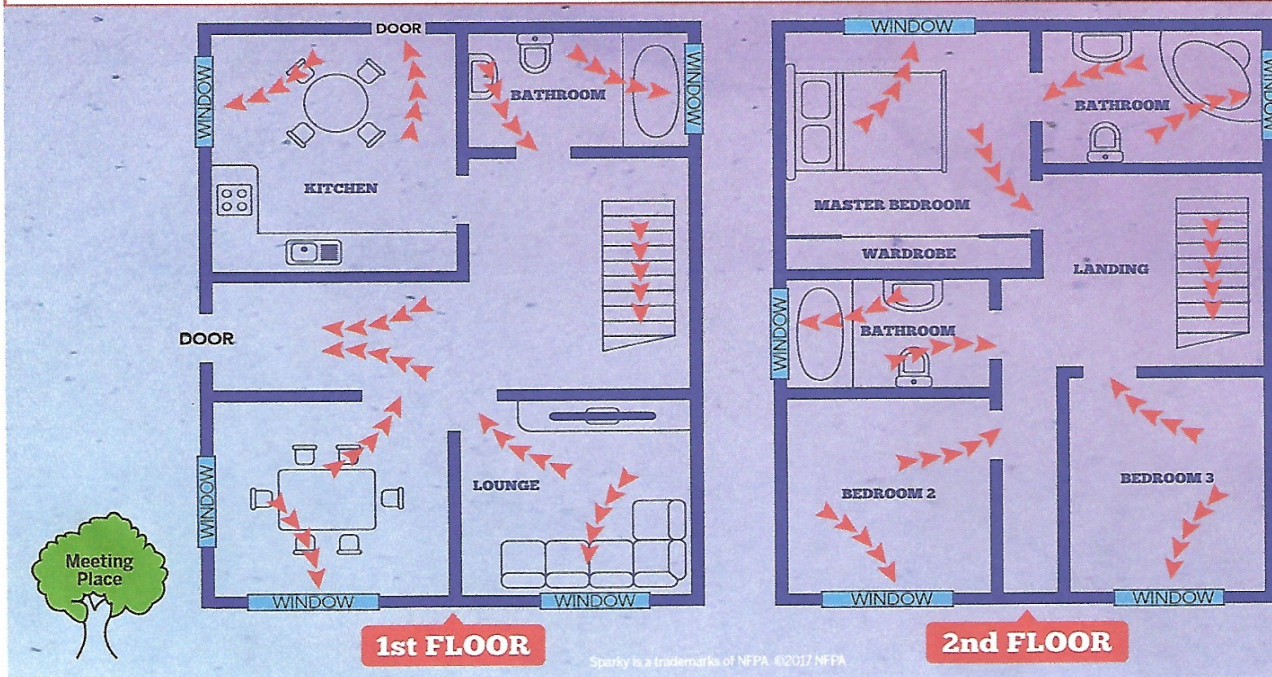 DOOR
WINDOW
KITCHEN
BATHROOM
WINDOW
DOOR
WINDOW
LOUNGE
WINDOW
WINDOW
1st FLOOR
Meeting
Place
WINDOW
MASTER BEDROOM
WARDROBE
BATHROOM
WINDOW
LANDING
WINDOW
BATHROOM
BEDROOM 2
BEDROOM 3
WINDOW
WINDOW
2nd FLOOR
Sparky is a trademarks of NFPA ©2017 NFPA